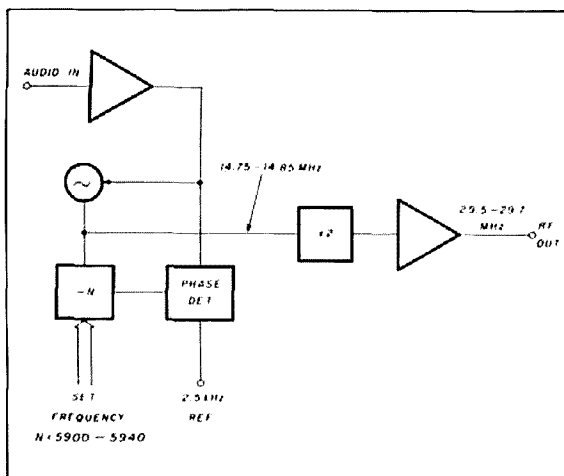 AUDIO IN
14.75-14.85 MHz
29.5-29.7
MHz
RF
OUT
x2
÷N
PHASE
DET
SET
FREQUENCY
N=5900-5940
2.5 kHz
REF